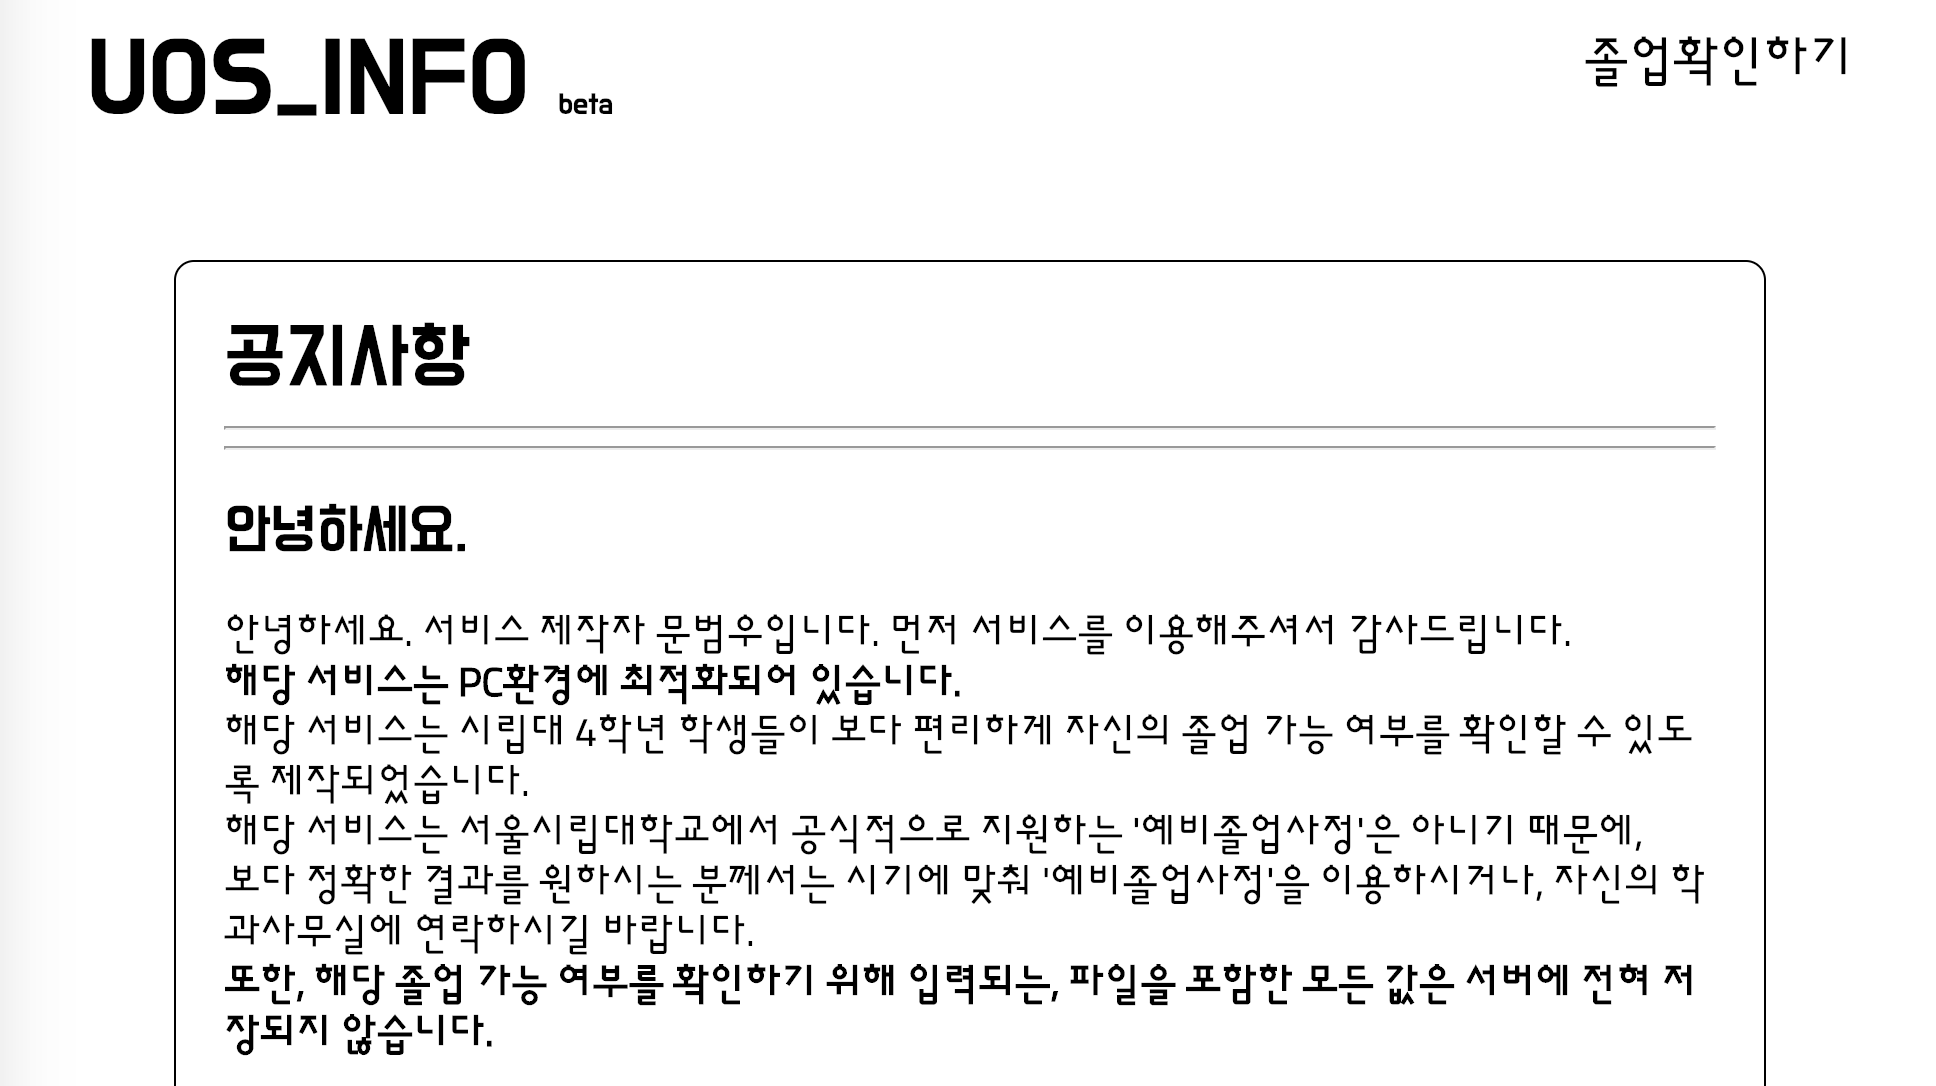 UOS_INFO beta
졸업확인하기
공지사항
안녕하세요.
안녕하세요. 서비스 제작자 문범우입니다. 먼저 서비스를 이용해주셔서 감사드립니다.
해당 서비스는 PC환경에 최적화되어 있습니다.
해당 서비스는 시립대 4학년 학생들이 보다 편리하게 자신의 졸업 가능 여부를 확인할 수 있도
록 제작되었습니다.
해당 서비스는 서울시립대학교에서 공식적으로 지원하는 '예비졸업사정'은 아니기 때문에,
보다 정확한 결과를 원하시는 분께서는 시기에 맞춰 '예비졸업사정'을 이용하시거나, 자신의 학
과사무실에 연락하시길 바랍니다.
또한, 해당 졸업 가능 여부를 확인하기 위해 입력되는, 파일을 포함한 모든 값은 서버에 전혀 저
장되지 않습니다.